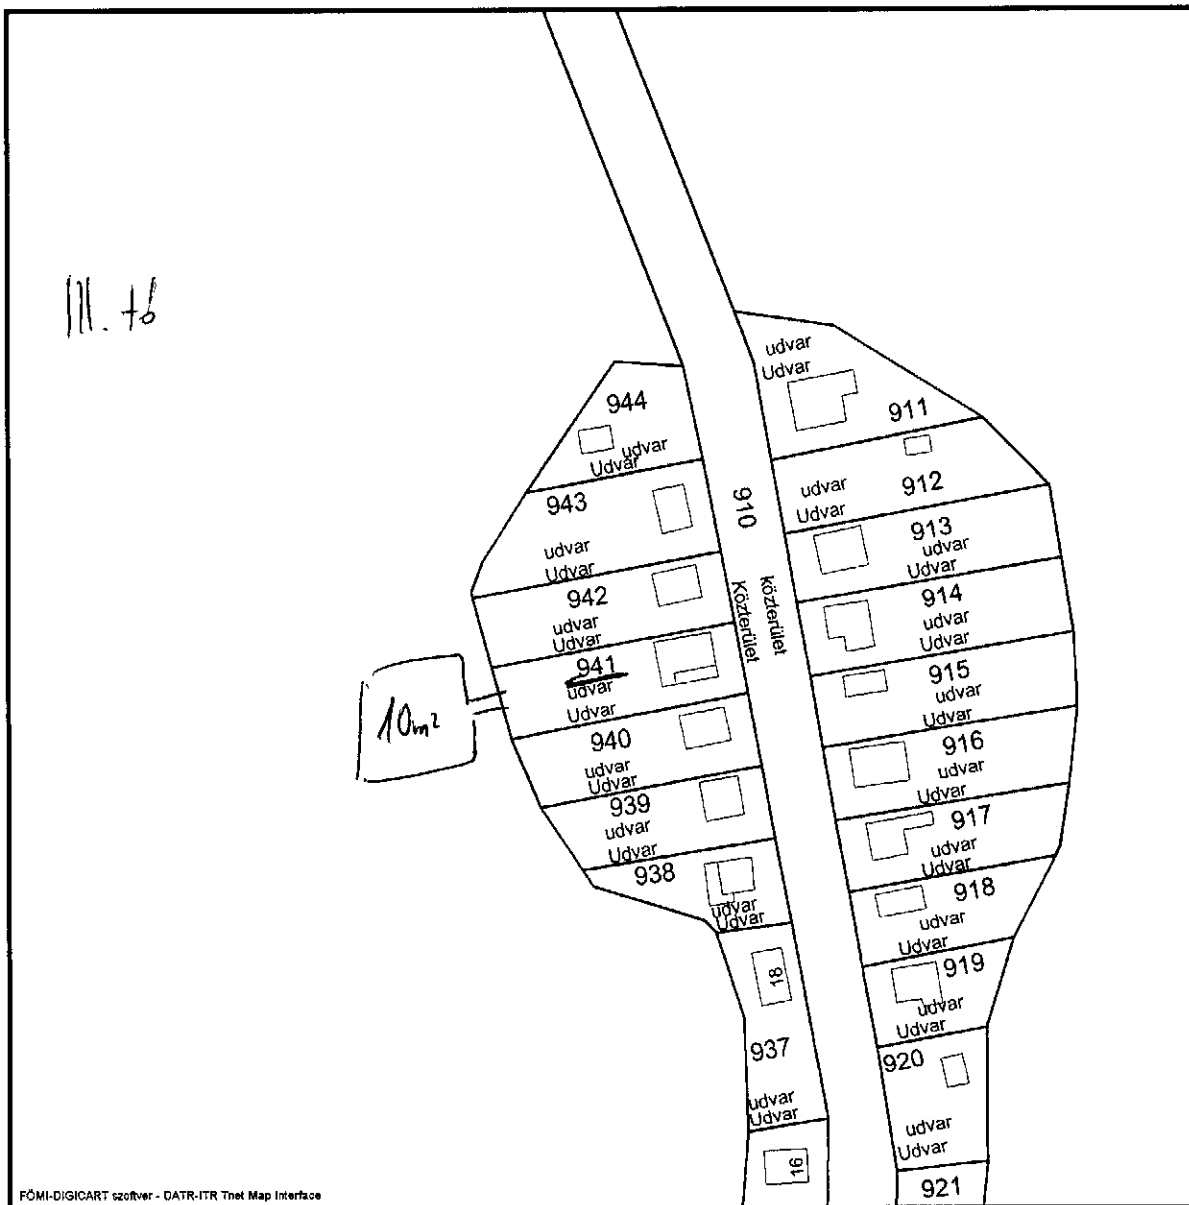 III. tó
944
udvar
Udvar
943
udvar
Udvar
942
udvar
Udvar
941
udvar
Udvar
10m²
940
udvar
Udvar
939
udvar
Udvar
938
udvar
Udvar
18
937
udvar
Udvar
16
910
közterület
Közterület
udvar
Udvar
911
912
udvar
Udvar
913
udvar
Udvar
914
udvar
Udvar
915
udvar
Udvar
916
udvar
Udvar
917
udvar
Udvar
918
udvar
Udvar
919
udvar
Udvar
920
udvar
Udvar
921
FÖMI-DIGICART szoftver - DATR-ITR Tnet Map Interface